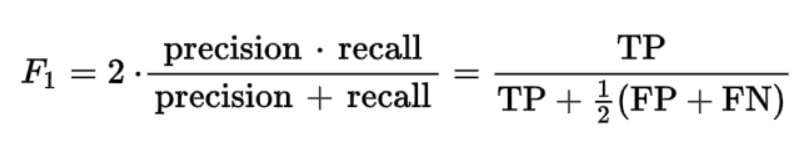 F₁ = 2 · (precision · recall) / (precision + recall) = TP / (TP + ½(FP + FN))